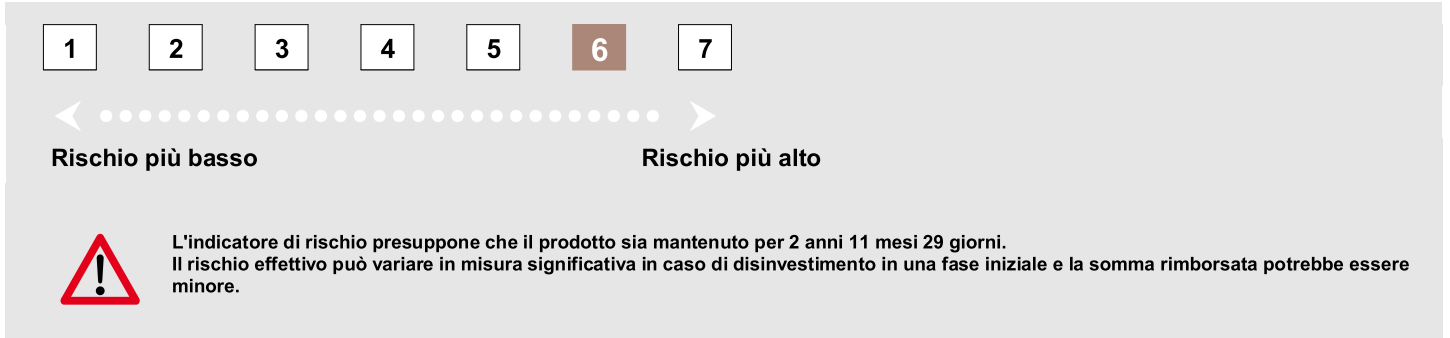 1 2 3 4 5 6 7
Rischio più basso Rischio più alto
L'indicatore di rischio presuppone che il prodotto sia mantenuto per 2 anni 11 mesi 29 giorni.
Il rischio effettivo può variare in misura significativa in caso di disinvestimento in una fase iniziale e la somma rimborsata potrebbe essere
minore.